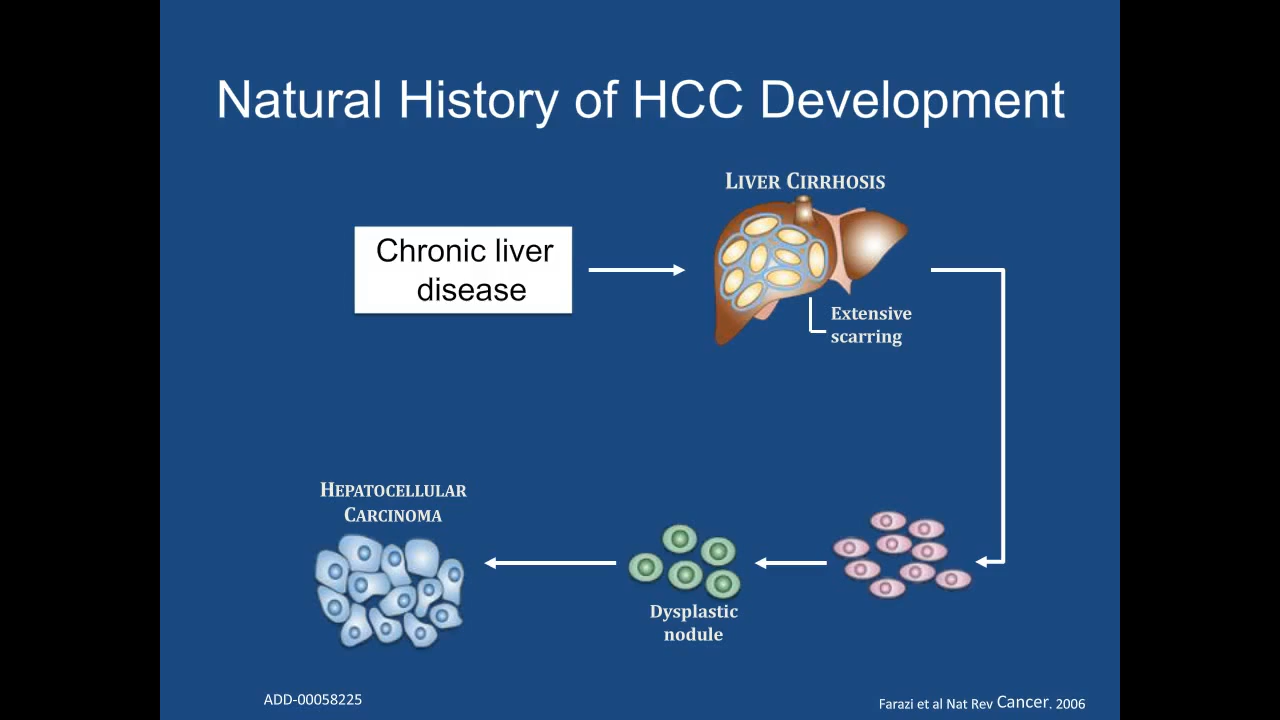 Natural History of HCC Development
LIVER CIRRHOSIS
Chronic liver
disease
Extensive
scarring
HEPATOCELLULAR
CARCINOMA
Dysplastic
nodule
ADD-00058225
Farazi et al Nat Rev Cancer. 2006